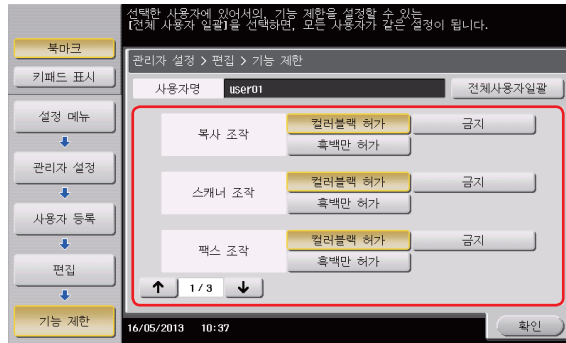 선택한 사용자에 있어서의, 기능 제한을 설정할 수 있는
[전체 사용자 일괄]을 선택하면, 모든 사용자가 같은 설정이 됩니다.
북마크
키패드 표시
설정 메뉴
관리자 설정
사용자 등록
편집
기능 제한
관리자 설정 > 편집 > 기능 제한
사용자명 user01 전체사용자일괄
복사 조작 컬러블랙 허가 금지
흑백만 허가
스캐너 조작 컬러블랙 허가 금지
흑백만 허가
팩스 조작 컬러블랙 허가 금지
흑백만 허가
↑ 1/3 ↓
16/05/2013 10:37 확인